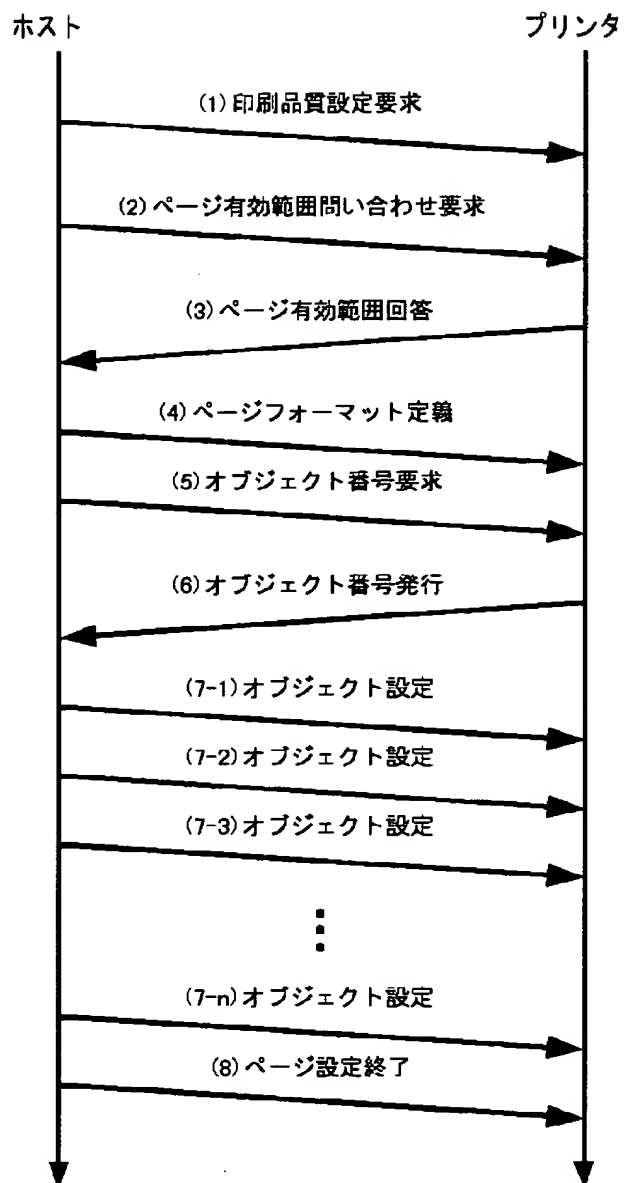 ホスト
プリンタ
(1)印刷品質設定要求
(2)ページ有効範囲問い合わせ要求
(3)ページ有効範囲回答
(4)ページフォーマット定義
(5)オブジェクト番号要求
(6)オブジェクト番号発行
(7-1)オブジェクト設定
(7-2)オブジェクト設定
(7-3)オブジェクト設定
(7-n)オブジェクト設定
(8)ページ設定終了